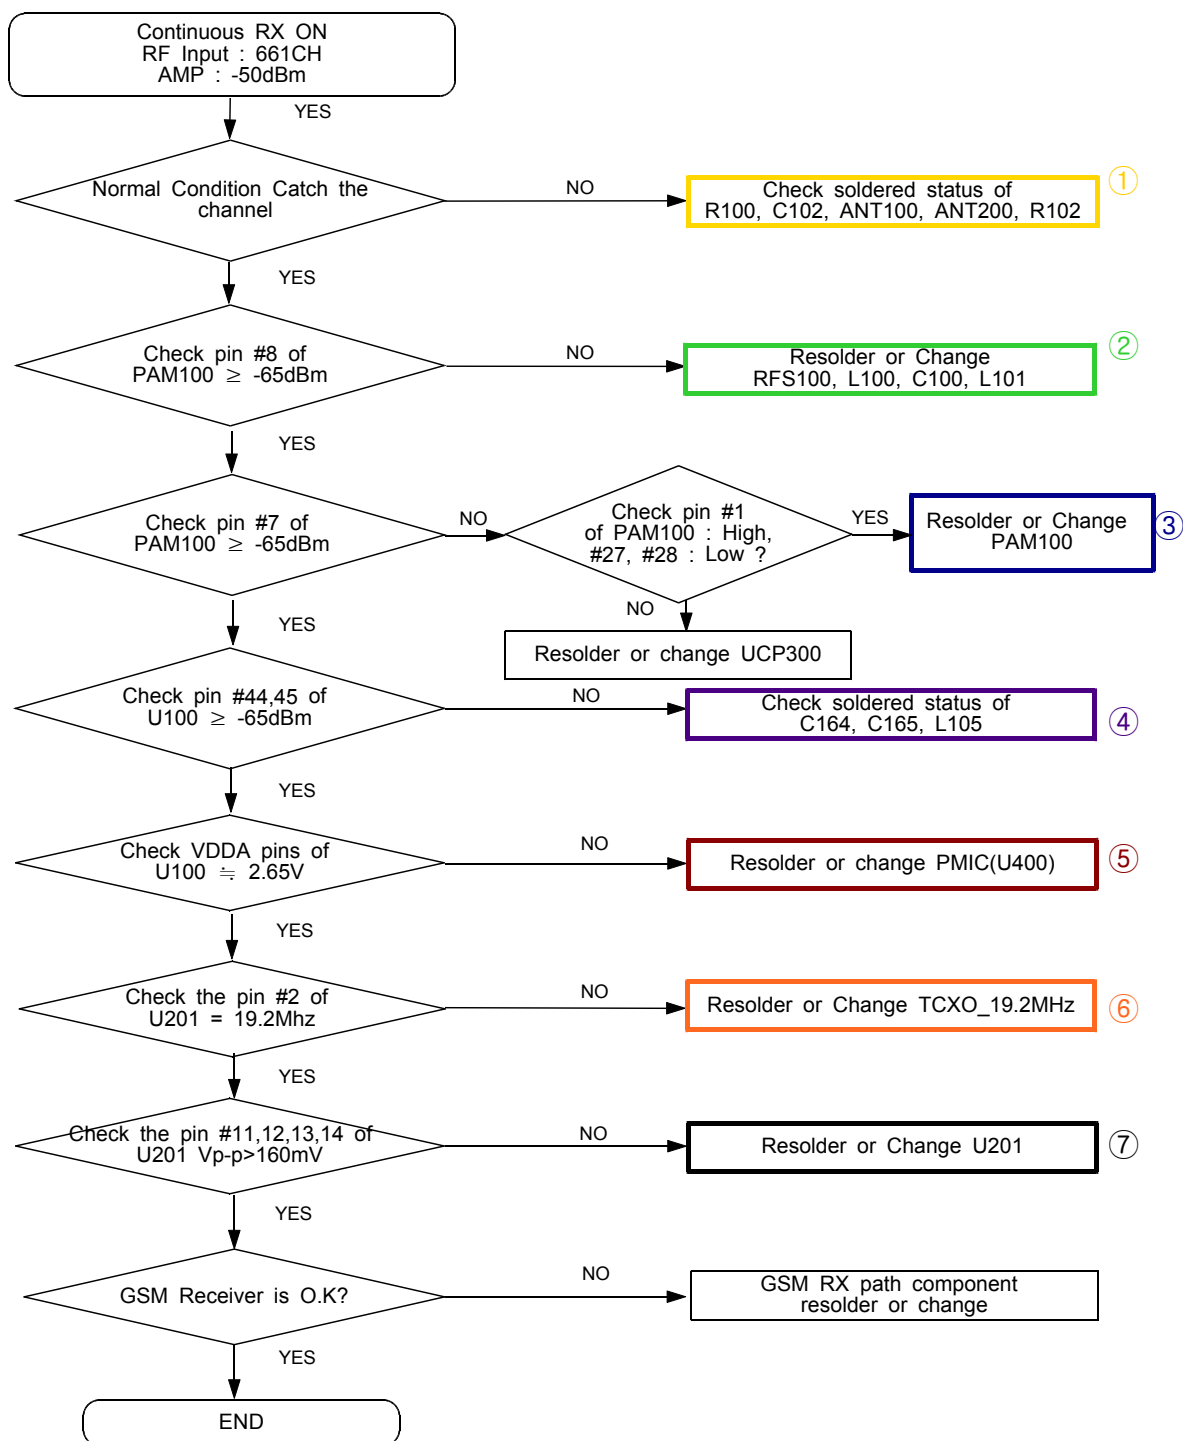 Continuous RX ON
RF Input : 661CH
AMP : -50dBm
YES
Normal Condition Catch the
channel
NO
Check soldered status of
R100, C102, ANT100, ANT200, R102
①
YES
Check pin #8 of
PAM100 ≥ -65dBm
NO
Resolder or Change
RFS100, L100, C100, L101
②
YES
Check pin #7 of
PAM100 ≥ -65dBm
NO
Check pin #1
of PAM100 : High,
#27, #28 : Low ?
YES
Resolder or Change
PAM100
③
NO
Resolder or change UCP300
YES
Check pin #44,45 of
U100 ≥ -65dBm
NO
Check soldered status of
C164, C165, L105
④
YES
Check VDDA pins of
U100 ≒ 2.65V
NO
Resolder or change PMIC(U400)
⑤
YES
Check the pin #2 of
U201 = 19.2Mhz
NO
Resolder or Change TCXO_19.2MHz
⑥
YES
Check the pin #11,12,13,14 of
U201 Vp-p>160mV
NO
Resolder or Change U201
⑦
YES
GSM Receiver is O.K?
NO
GSM RX path component
resolder or change
YES
END